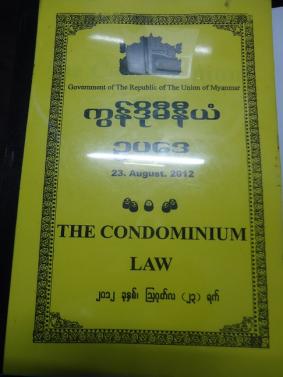 Government of The Republic of The Union of Myanmar
ကွန်ဒိုမီနီယံ
ဥပဒေ
23. August. 2012
THE CONDOMINIUM
LAW
၂၀၁၂ ခုနှစ်၊ ဩဂုတ်လ (၂၃) ရက်